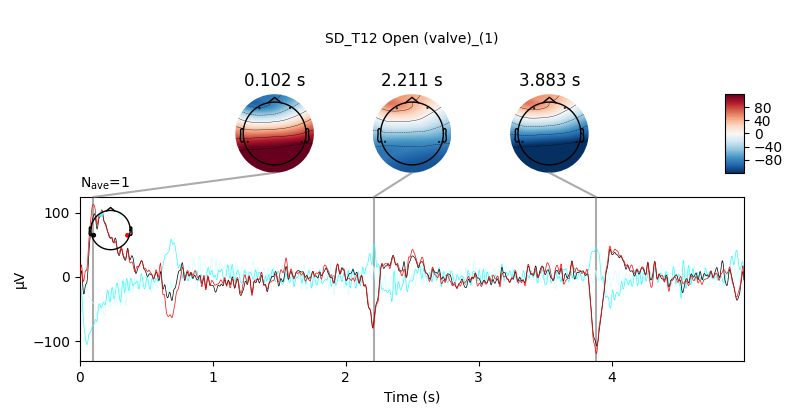 SD_T12 Open (valve)_(1)
0.102 s 2.211 s 3.883 s
80
40
0
−40
−80
Nave=1
100
0
−100
µV
0 1 2 3 4
Time (s)